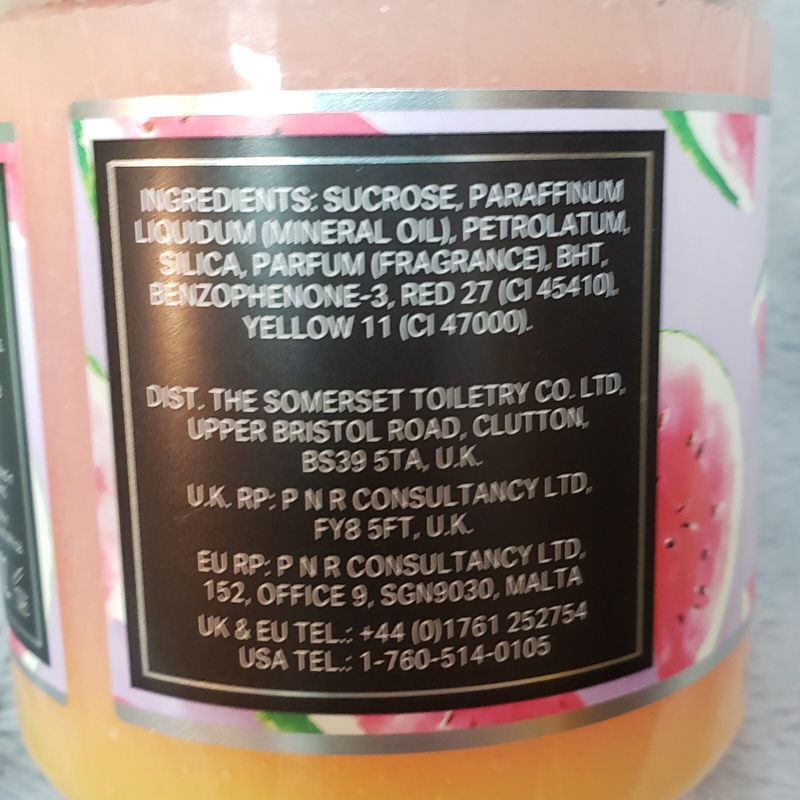 INGREDIENTS: SUCROSE, PARAFFINUM
LIQUIDUM (MINERAL OIL), PETROLATUM,
SILICA, PARFUM (FRAGRANCE), BHT,
BENZOPHENONE-3, RED 27 (CI 45410),
YELLOW 11 (CI 47000).
DIST. THE SOMERSET TOILETRY CO. LTD,
UPPER BRISTOL ROAD, CLUTTON,
BS39 5TA, U.K.
U.K. RP: P N R CONSULTANCY LTD,
FY8 5FT, U.K.
EU RP: P N R CONSULTANCY LTD,
152, OFFICE 9, SGN9030, MALTA
UK & EU TEL.: +44 (0)1761 252754
USA TEL.: 1-760-514-0105